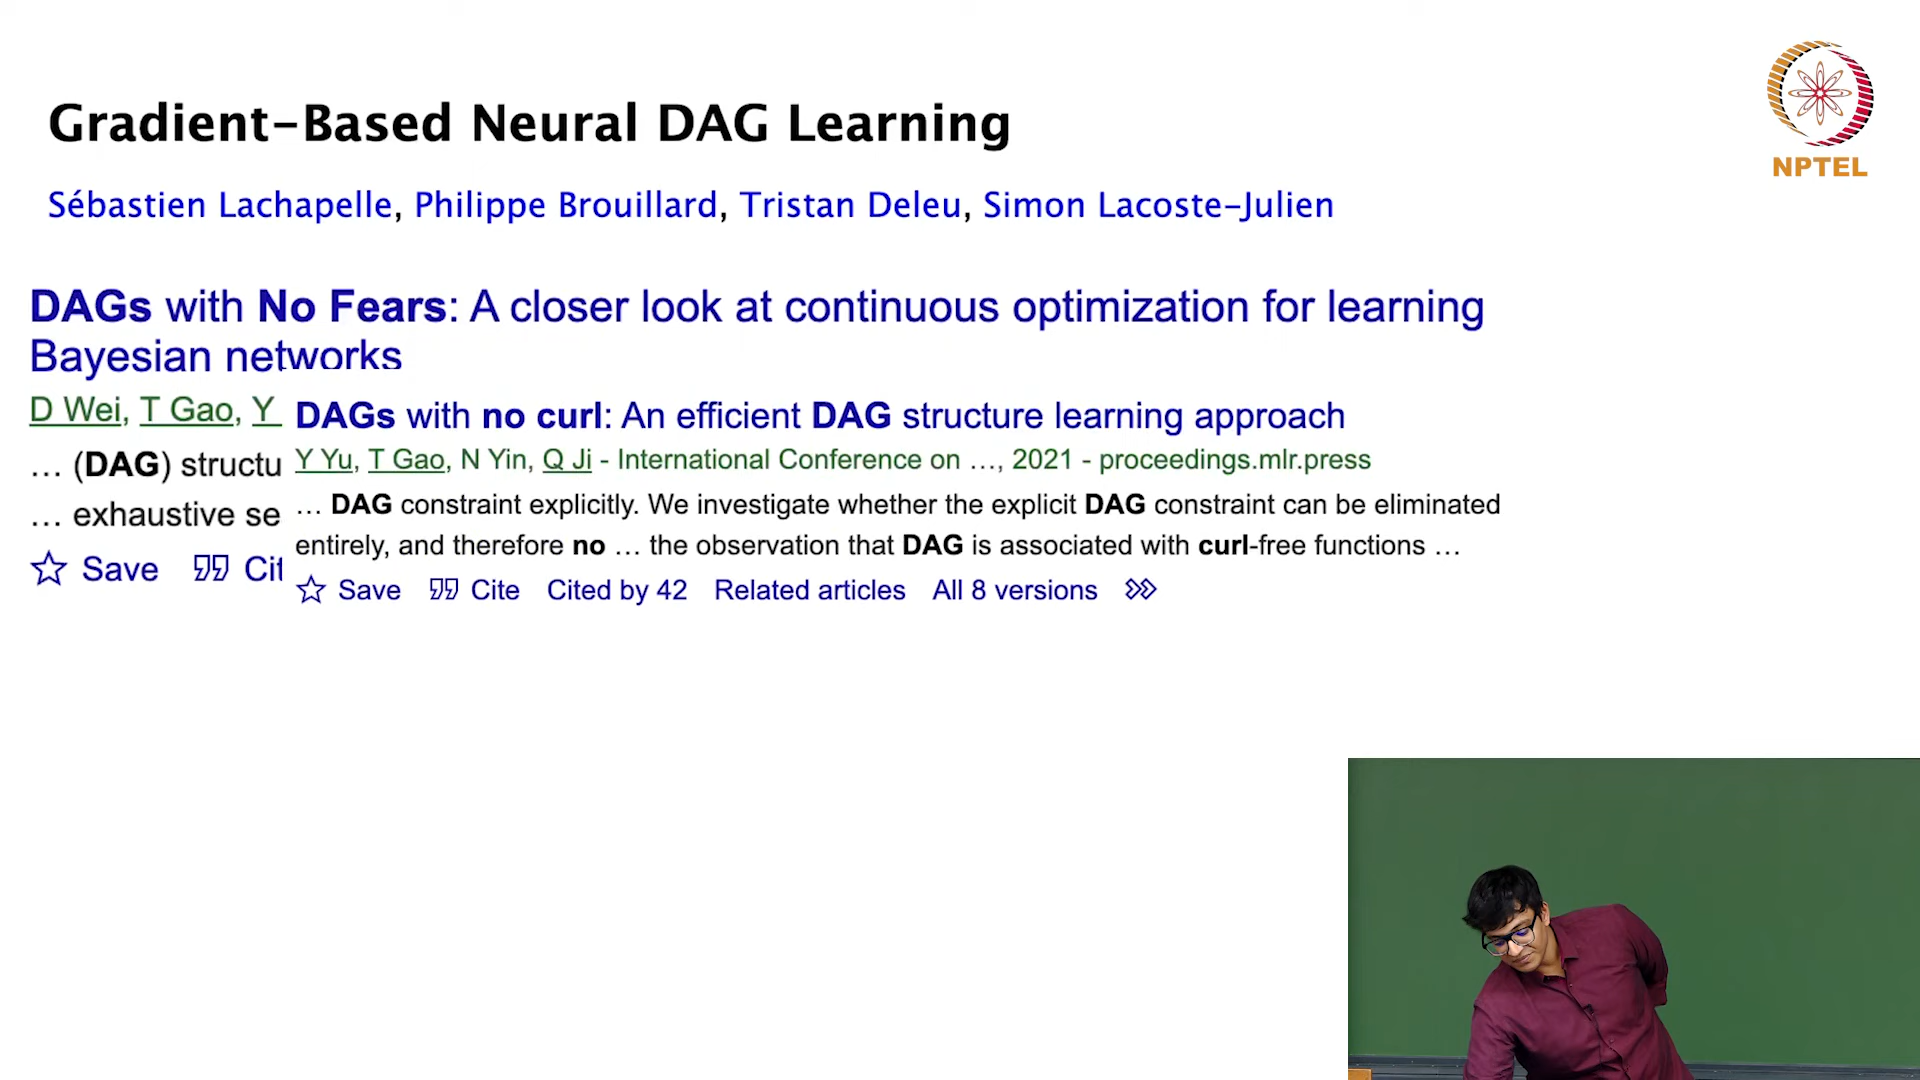 Gradient-Based Neural DAG Learning
NPTEL
Sébastien Lachapelle, Philippe Brouillard, Tristan Deleu, Simon Lacoste-Julien
DAGs with No Fears: A closer look at continuous optimization for learning
Bayesian networks
D Wei, T Gao, Y
DAGs with no curl: An efficient DAG structure learning approach
… (DAG) structu
Y Yu, T Gao, N Yin, Q Ji - International Conference on …, 2021 - proceedings.mlr.press
… exhaustive se
… DAG constraint explicitly. We investigate whether the explicit DAG constraint can be eliminated
entirely, and therefore no … the observation that DAG is associated with curl-free functions …
Save Cit
Save Cite Cited by 42 Related articles All 8 versions